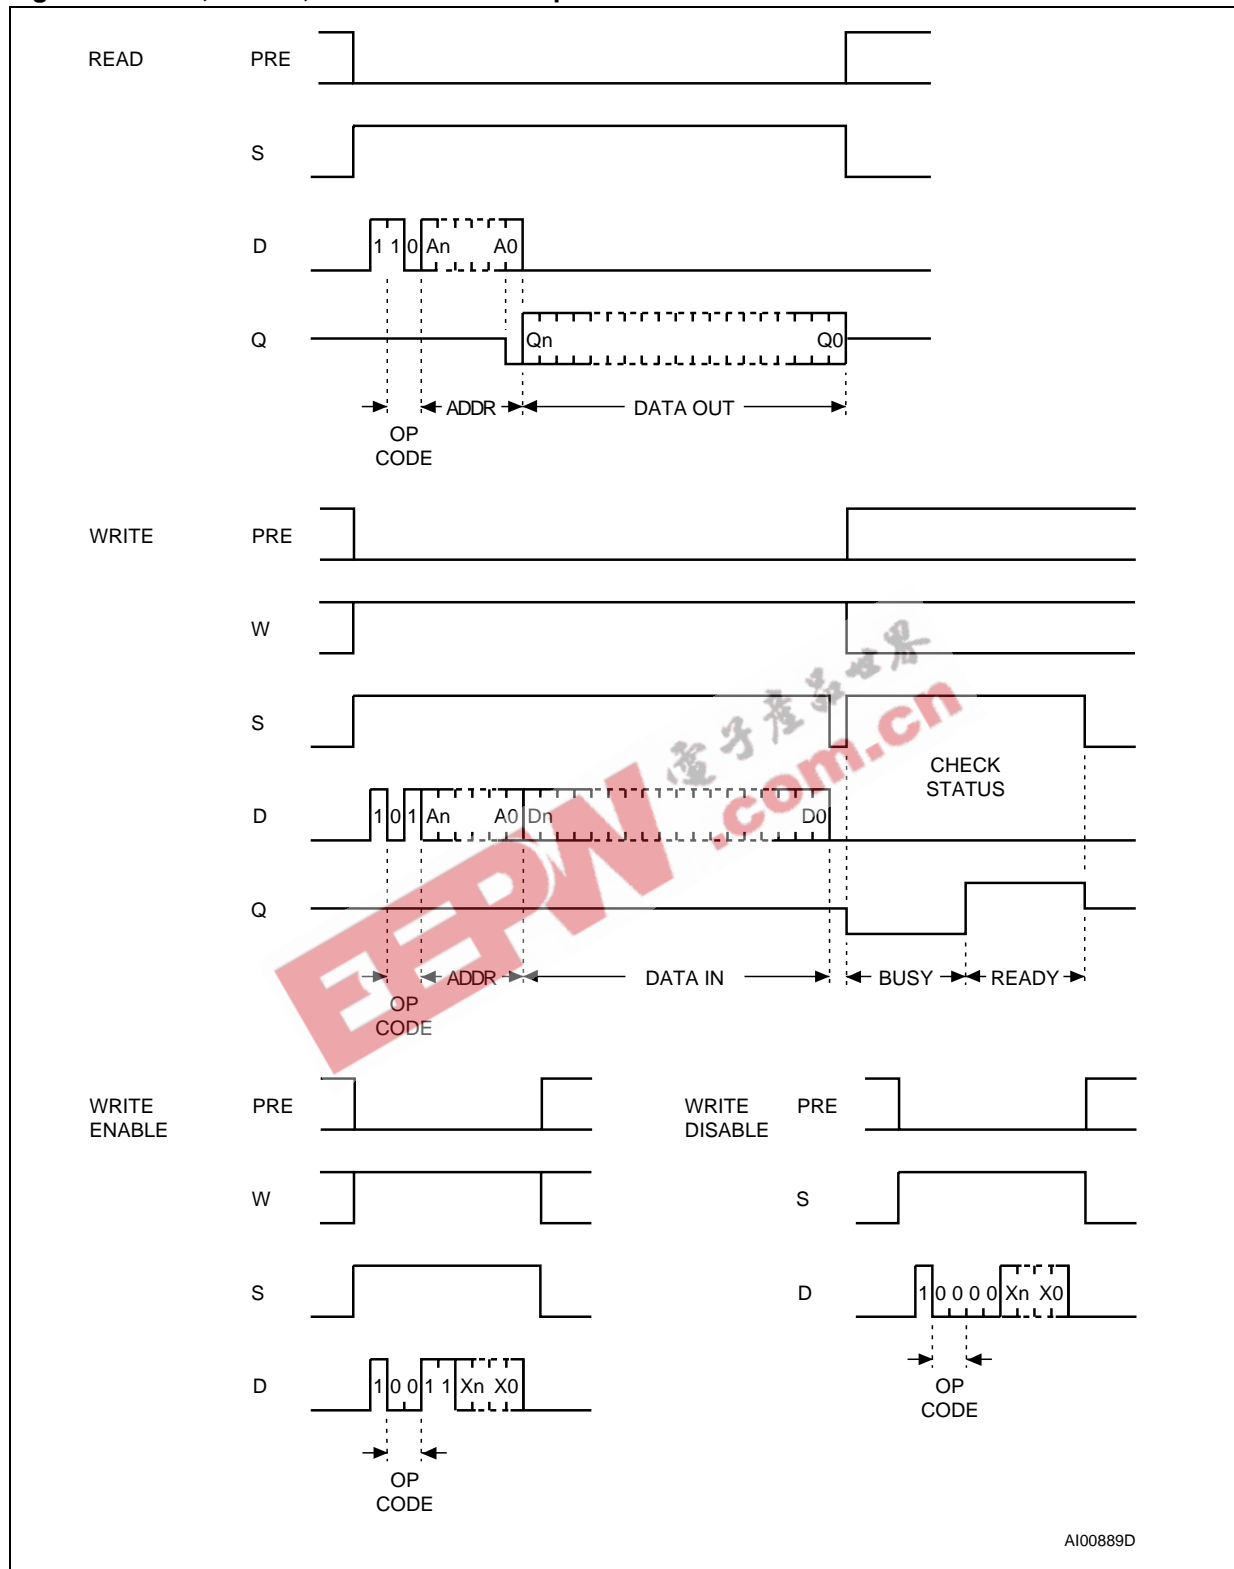 READ PRE
S
D 1 1 0 An A0
Q Qn Q0
ADDR DATA OUT
OP
CODE
WRITE PRE
W
S
CHECK
STATUS
D 1 0 1 An A0 Dn D0
Q
ADDR DATA IN BUSY READY
OP
CODE
電子產品世界
EEPW.com.cn
WRITE
ENABLE
PRE
WRITE
DISABLE
PRE
W
S
S
D 1 0 0 0 0 Xn X0
OP
CODE
D 1 0 0 1 1 Xn X0
OP
CODE
AI00889D